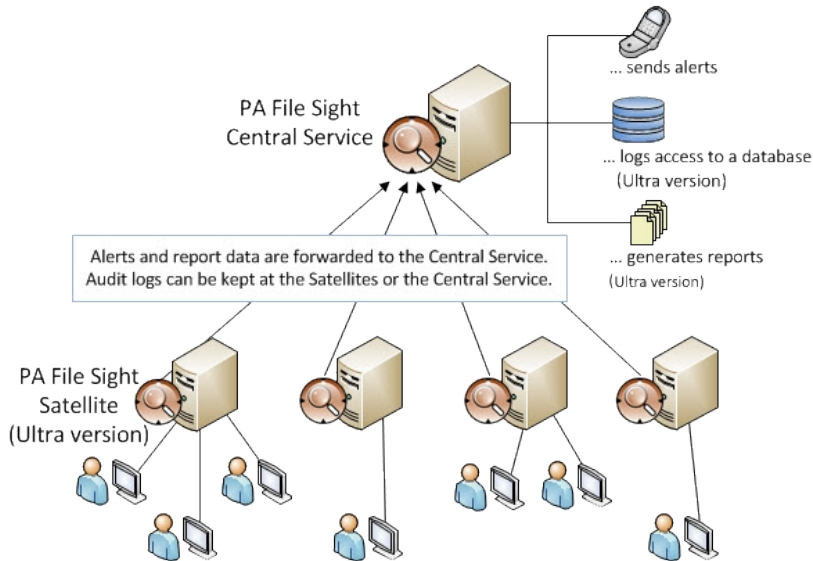 PA File Sight
Central Service
... sends alerts
... logs access to a database
(Ultra version)
... generates reports
(Ultra version)
Alerts and report data are forwarded to the Central Service.
Audit logs can be kept at the Satellites or the Central Service.
PA File Sight
Satellite
(Ultra version)